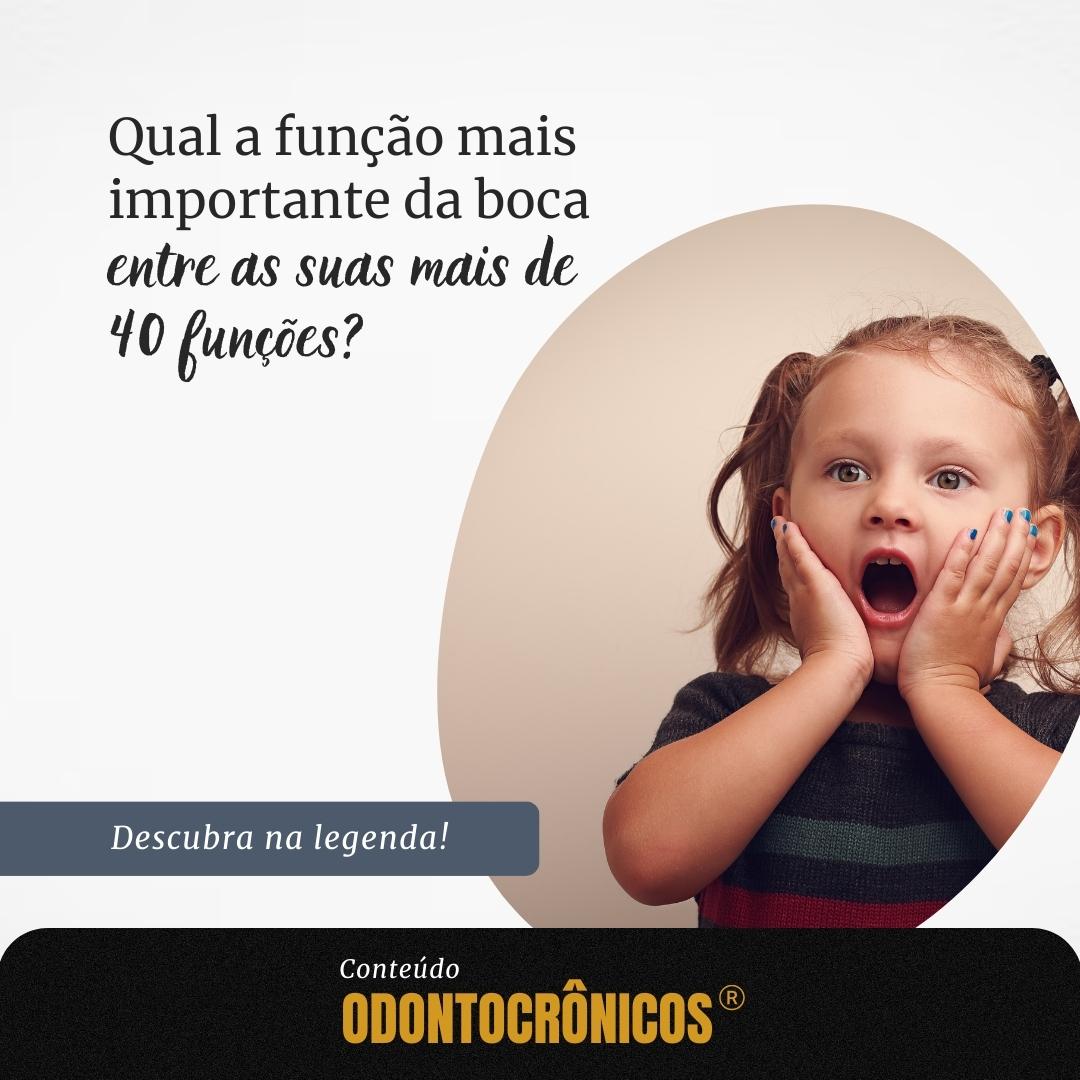 Qual a função mais
importante da boca
entre as suas mais de
40 funções?
Descubra na legenda!
Conteúdo
ODONTOCRÔNICOS®